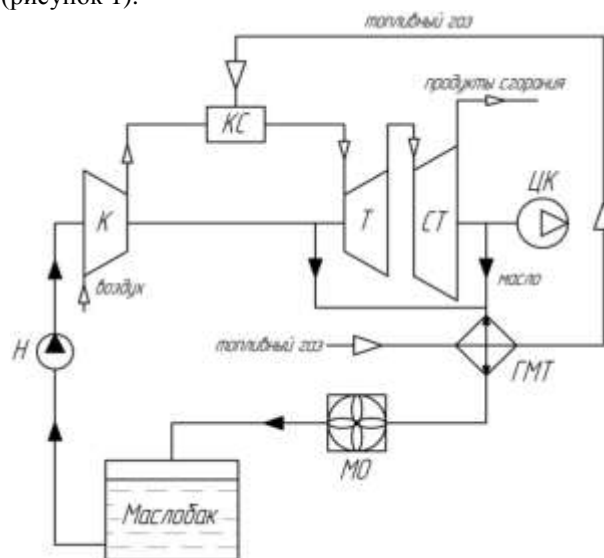 (рисунок 1).
топливный газ
продукты сгорания
КС
ЦК
К
Т
СТ
воздух
масло
Н
топливный газ
ГМТ
МО
Маслобак